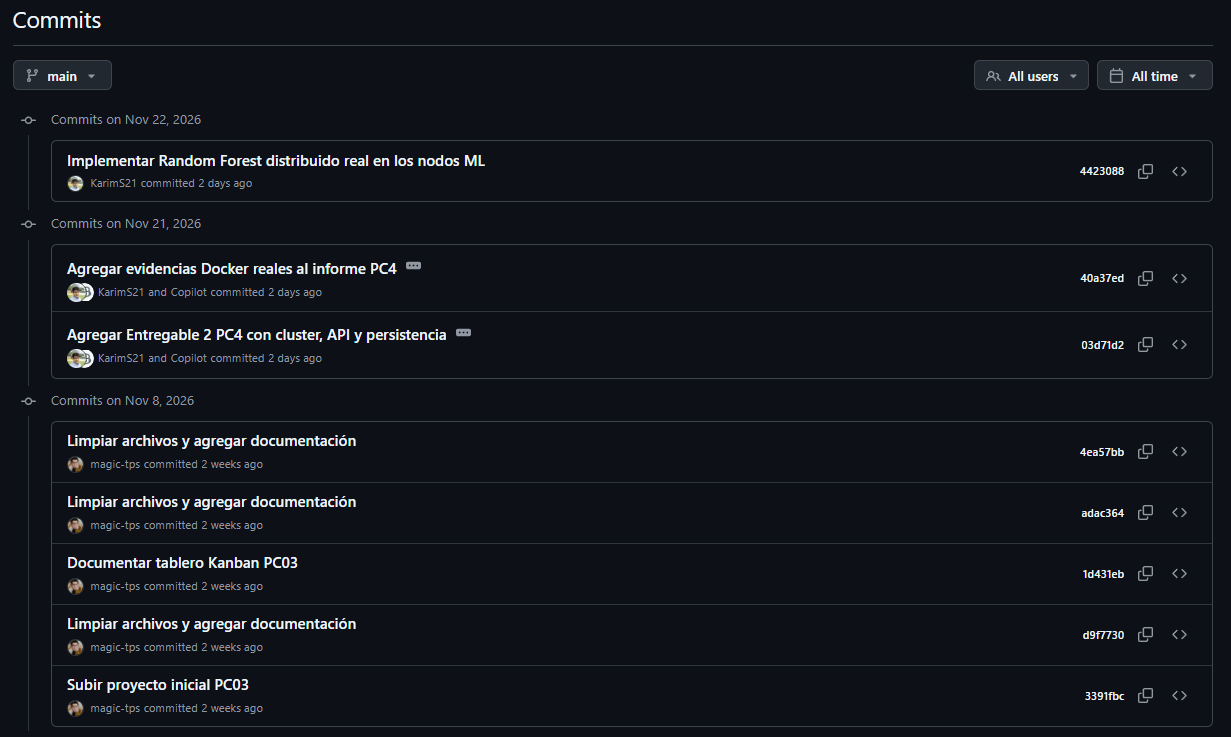 Commits
main
All users
All time
Commits on Nov 22, 2026
Implementar Random Forest distribuido real en los nodos ML
KarimS21 committed 2 days ago
4423088
Commits on Nov 21, 2026
Agregar evidencias Docker reales al informe PC4
KarimS21 and Copilot committed 2 days ago
40a37ed
Agregar Entregable 2 PC4 con cluster, API y persistencia
KarimS21 and Copilot committed 2 days ago
03d71d2
Commits on Nov 8, 2026
Limpiar archivos y agregar documentación
magic-tps committed 2 weeks ago
4ea57bb
Limpiar archivos y agregar documentación
magic-tps committed 2 weeks ago
adac364
Documentar tablero Kanban PC03
magic-tps committed 2 weeks ago
1d431eb
Limpiar archivos y agregar documentación
magic-tps committed 2 weeks ago
d9f7730
Subir proyecto inicial PC03
magic-tps committed 2 weeks ago
3391fbc